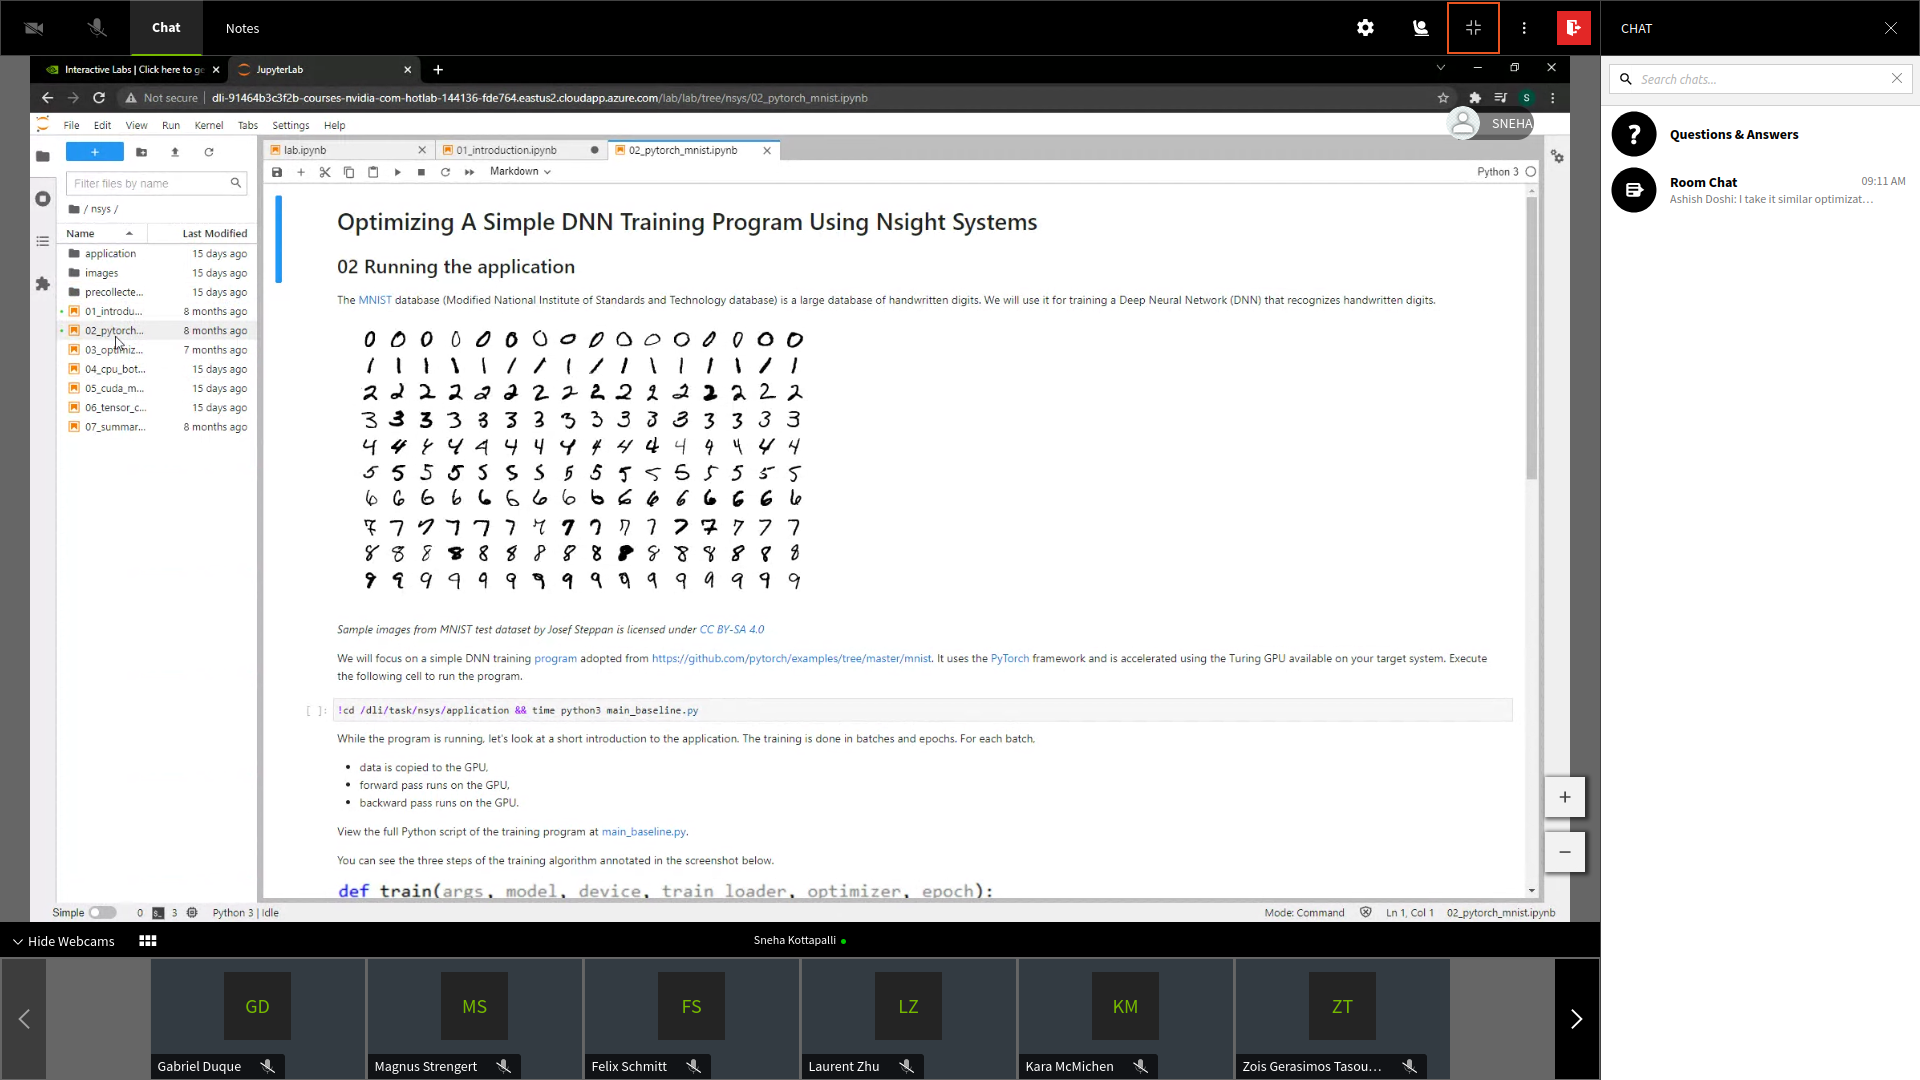 Chat
Notes
CHAT
Search chats...
Questions & Answers
Room Chat
09:11 AM
Ashish Doshi: I take it similar optimizat...
Interactive Labs | Click here to ge
JupyterLab
Not secure
dli-91464b3c3f2b-courses-nvidia-com-hotlab-144136-fde764.eastus2.cloudapp.azure.com/lab/lab/tree/nsys/02_pytorch_mnist.ipynb
S
SNEHA
File Edit View Run Kernel Tabs Settings Help
Filter files by name
/ nsys /
Name Last Modified
application 15 days ago
images 15 days ago
precollecte... 15 days ago
01_introdu... 8 months ago
02_pytorch... 8 months ago
03_optimiz... 7 months ago
04_cpu_bot... 15 days ago
05_cuda_m... 15 days ago
06_tensor_c... 15 days ago
07_summar... 8 months ago
lab.ipynb
01_introduction.ipynb
02_pytorch_mnist.ipynb
Markdown
Python 3
Optimizing A Simple DNN Training Program Using Nsight Systems
02 Running the application
The MNIST database (Modified National Institute of Standards and Technology database) is a large database of handwritten digits. We will use it for training a Deep Neural Network (DNN) that recognizes handwritten digits.
0 0 0 0 0 0 0 0 0 0 0 0 0 0 0 0
1 1 1 1 1 1 1 1 1 1 1 1 1 1 1 1
2 2 2 2 2 2 2 2 2 2 2 2 2 2 2 2
3 3 3 3 3 3 3 3 3 3 3 3 3 3 3 3
4 4 4 4 4 4 4 4 4 4 4 4 4 4 4 4
5 5 5 5 5 5 5 5 5 5 5 5 5 5 5 5
6 6 6 6 6 6 6 6 6 6 6 6 6 6 6 6
7 7 7 7 7 7 7 7 7 7 7 7 7 7 7 7
8 8 8 8 8 8 8 8 8 8 8 8 8 8 8 8
9 9 9 9 9 9 9 9 9 9 9 9 9 9 9 9
Sample images from MNIST test dataset by Josef Steppan is licensed under CC BY-SA 4.0
We will focus on a simple DNN training program adopted from https://github.com/pytorch/examples/tree/master/mnist. It uses the PyTorch framework and is accelerated using the Turing GPU available on your target system. Execute
the following cell to run the program.
[ ]: !cd /dli/task/nsys/application && time python3 main_baseline.py
While the program is running, let's look at a short introduction to the application. The training is done in batches and epochs. For each batch,
• data is copied to the GPU,
• forward pass runs on the GPU,
• backward pass runs on the GPU.
View the full Python script of the training program at main_baseline.py.
You can see the three steps of the training algorithm annotated in the screenshot below.
def train(args, model, device, train_loader, optimizer, epoch):
Simple 0 3 Python 3 | Idle
Mode: Command Ln 1, Col 1 02_pytorch_mnist.ipynb
Hide Webcams
Sneha Kottapalli
GD
MS
FS
LZ
KM
ZT
Gabriel Duque
Magnus Strengert
Felix Schmitt
Laurent Zhu
Kara McMichen
Zois Gerasimos Tasou...